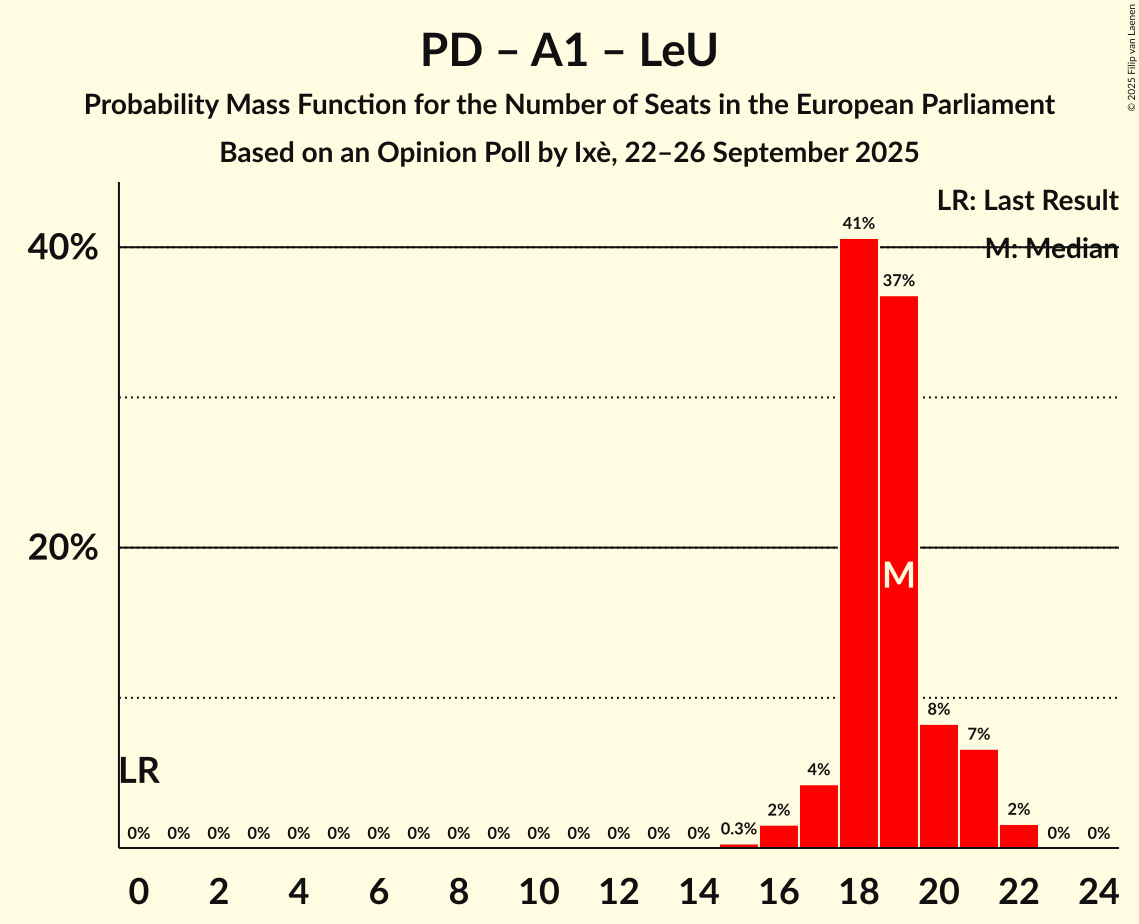 PD – A1 – LeU
Probability Mass Function for the Number of Seats in the European Parliament
Based on an Opinion Poll by Ixè, 22–26 September 2025
© 2025 Filip van Laenen
LR: Last Result
M: Median
40%
20%
41%
37%
M
8%
7%
4%
2%
2%
0.3%
LR
0% 0% 0% 0% 0% 0% 0% 0% 0% 0% 0% 0% 0% 0% 0% 0% 0%
0 2 4 6 8 10 12 14 16 18 20 22 24